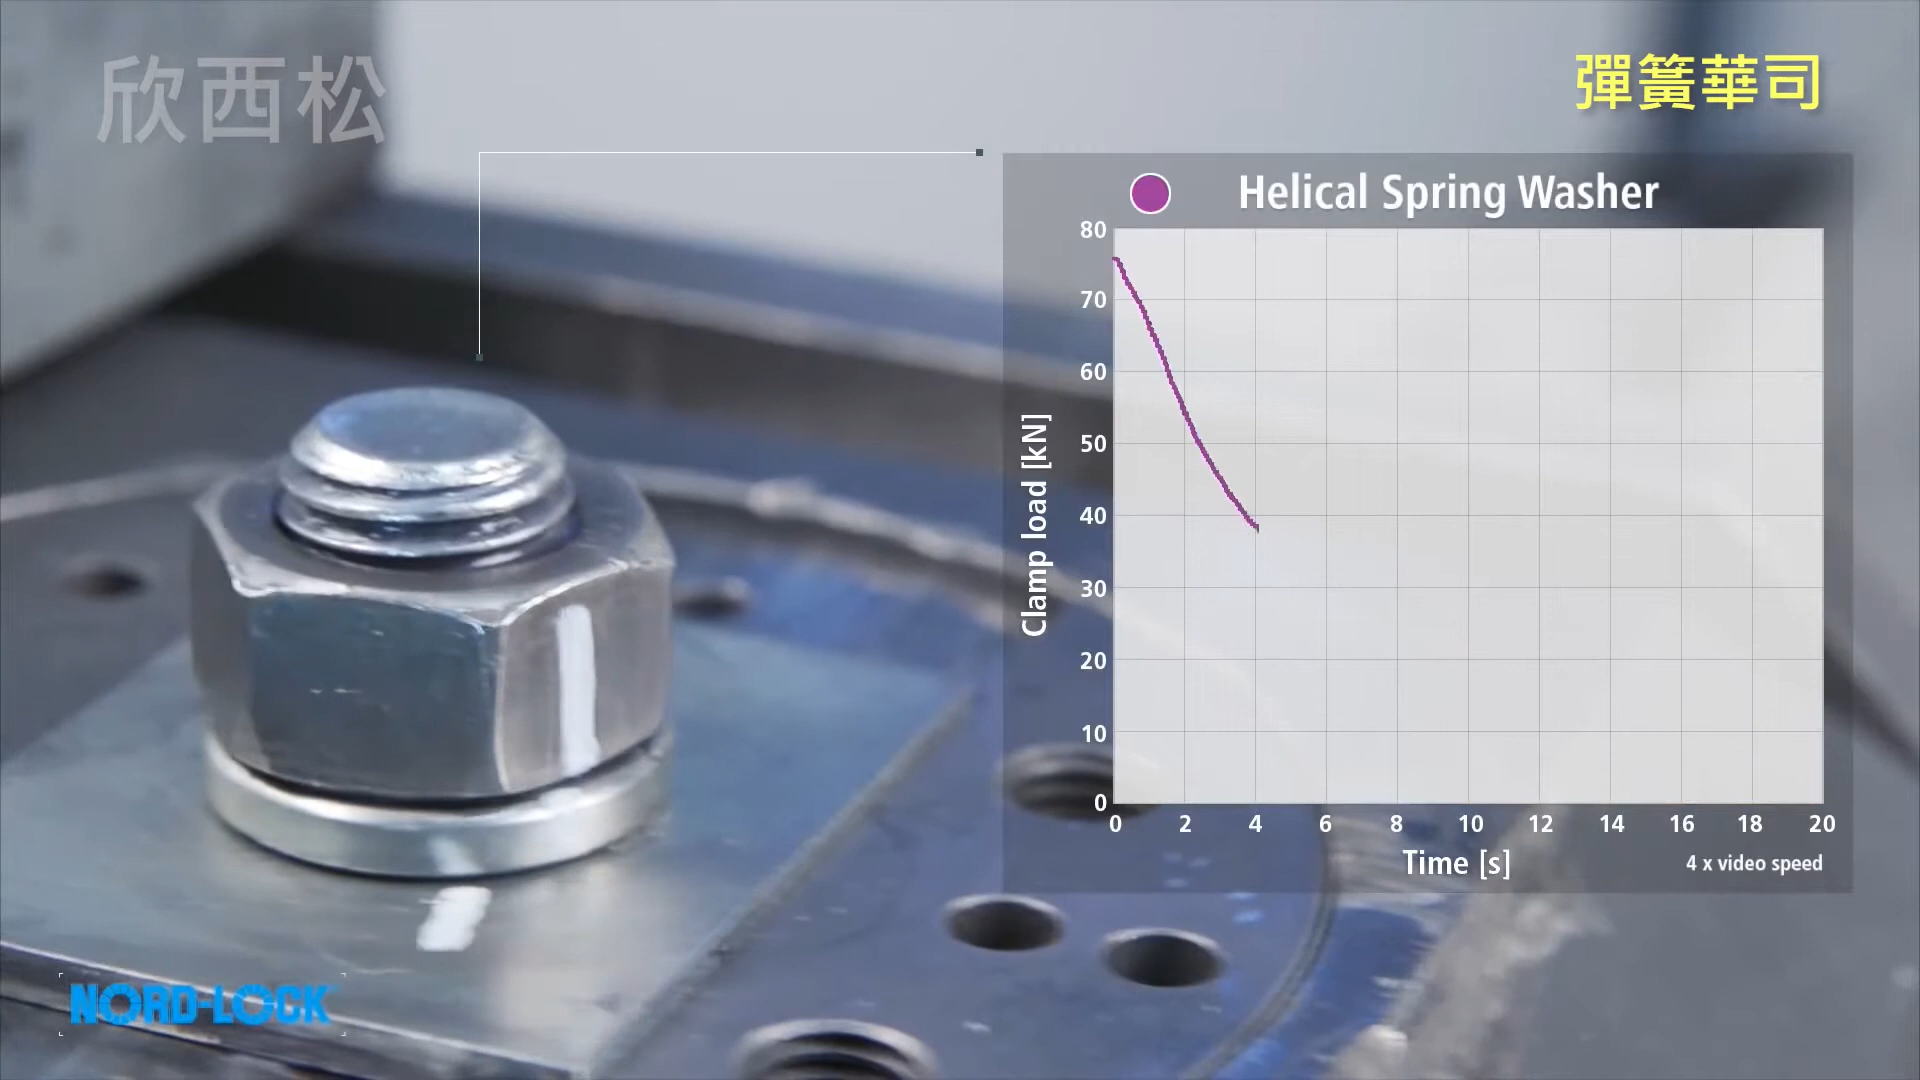 欣西松
彈簧華司
Helical Spring Washer
80
70
60
50
40
30
20
10
0
Clamp load [kN]
0 2 4 6 8 10 12 14 16 18 20
Time [s]
4 x video speed
NORD-LOCK